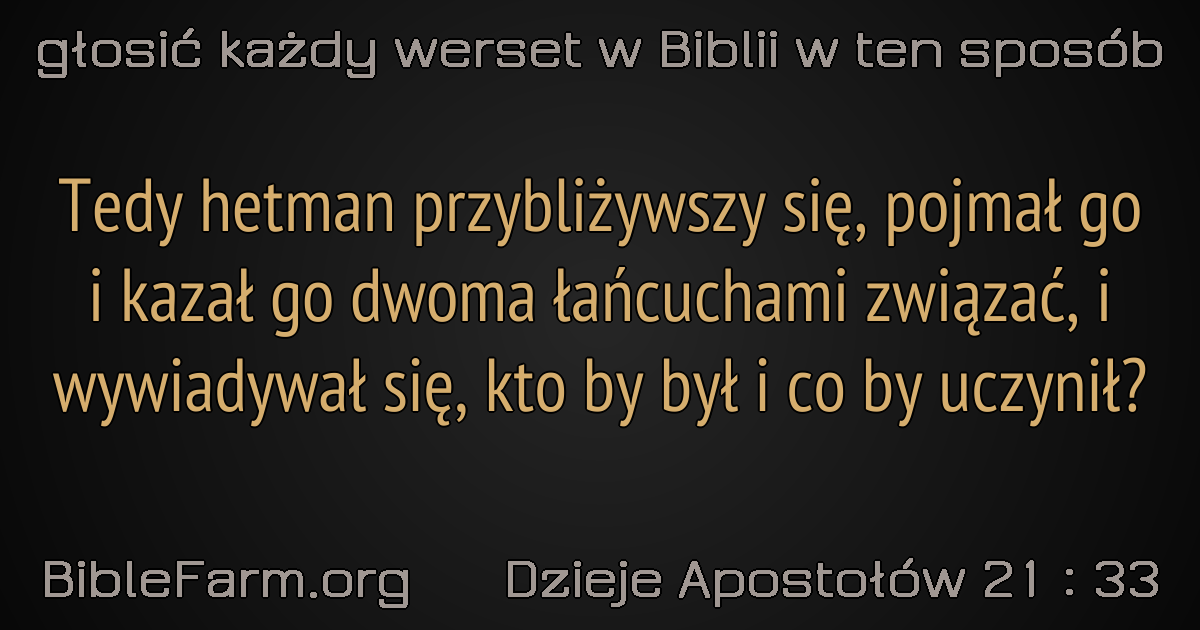 głosić każdy werset w Biblii w ten sposób
Tedy hetman przybliżywszy się, pojmał go
i kazał go dwoma łańcuchami związać, i
wywiadywał się, kto by był i co by uczynił?
BibleFarm.org Dzieje Apostołów 21 : 33